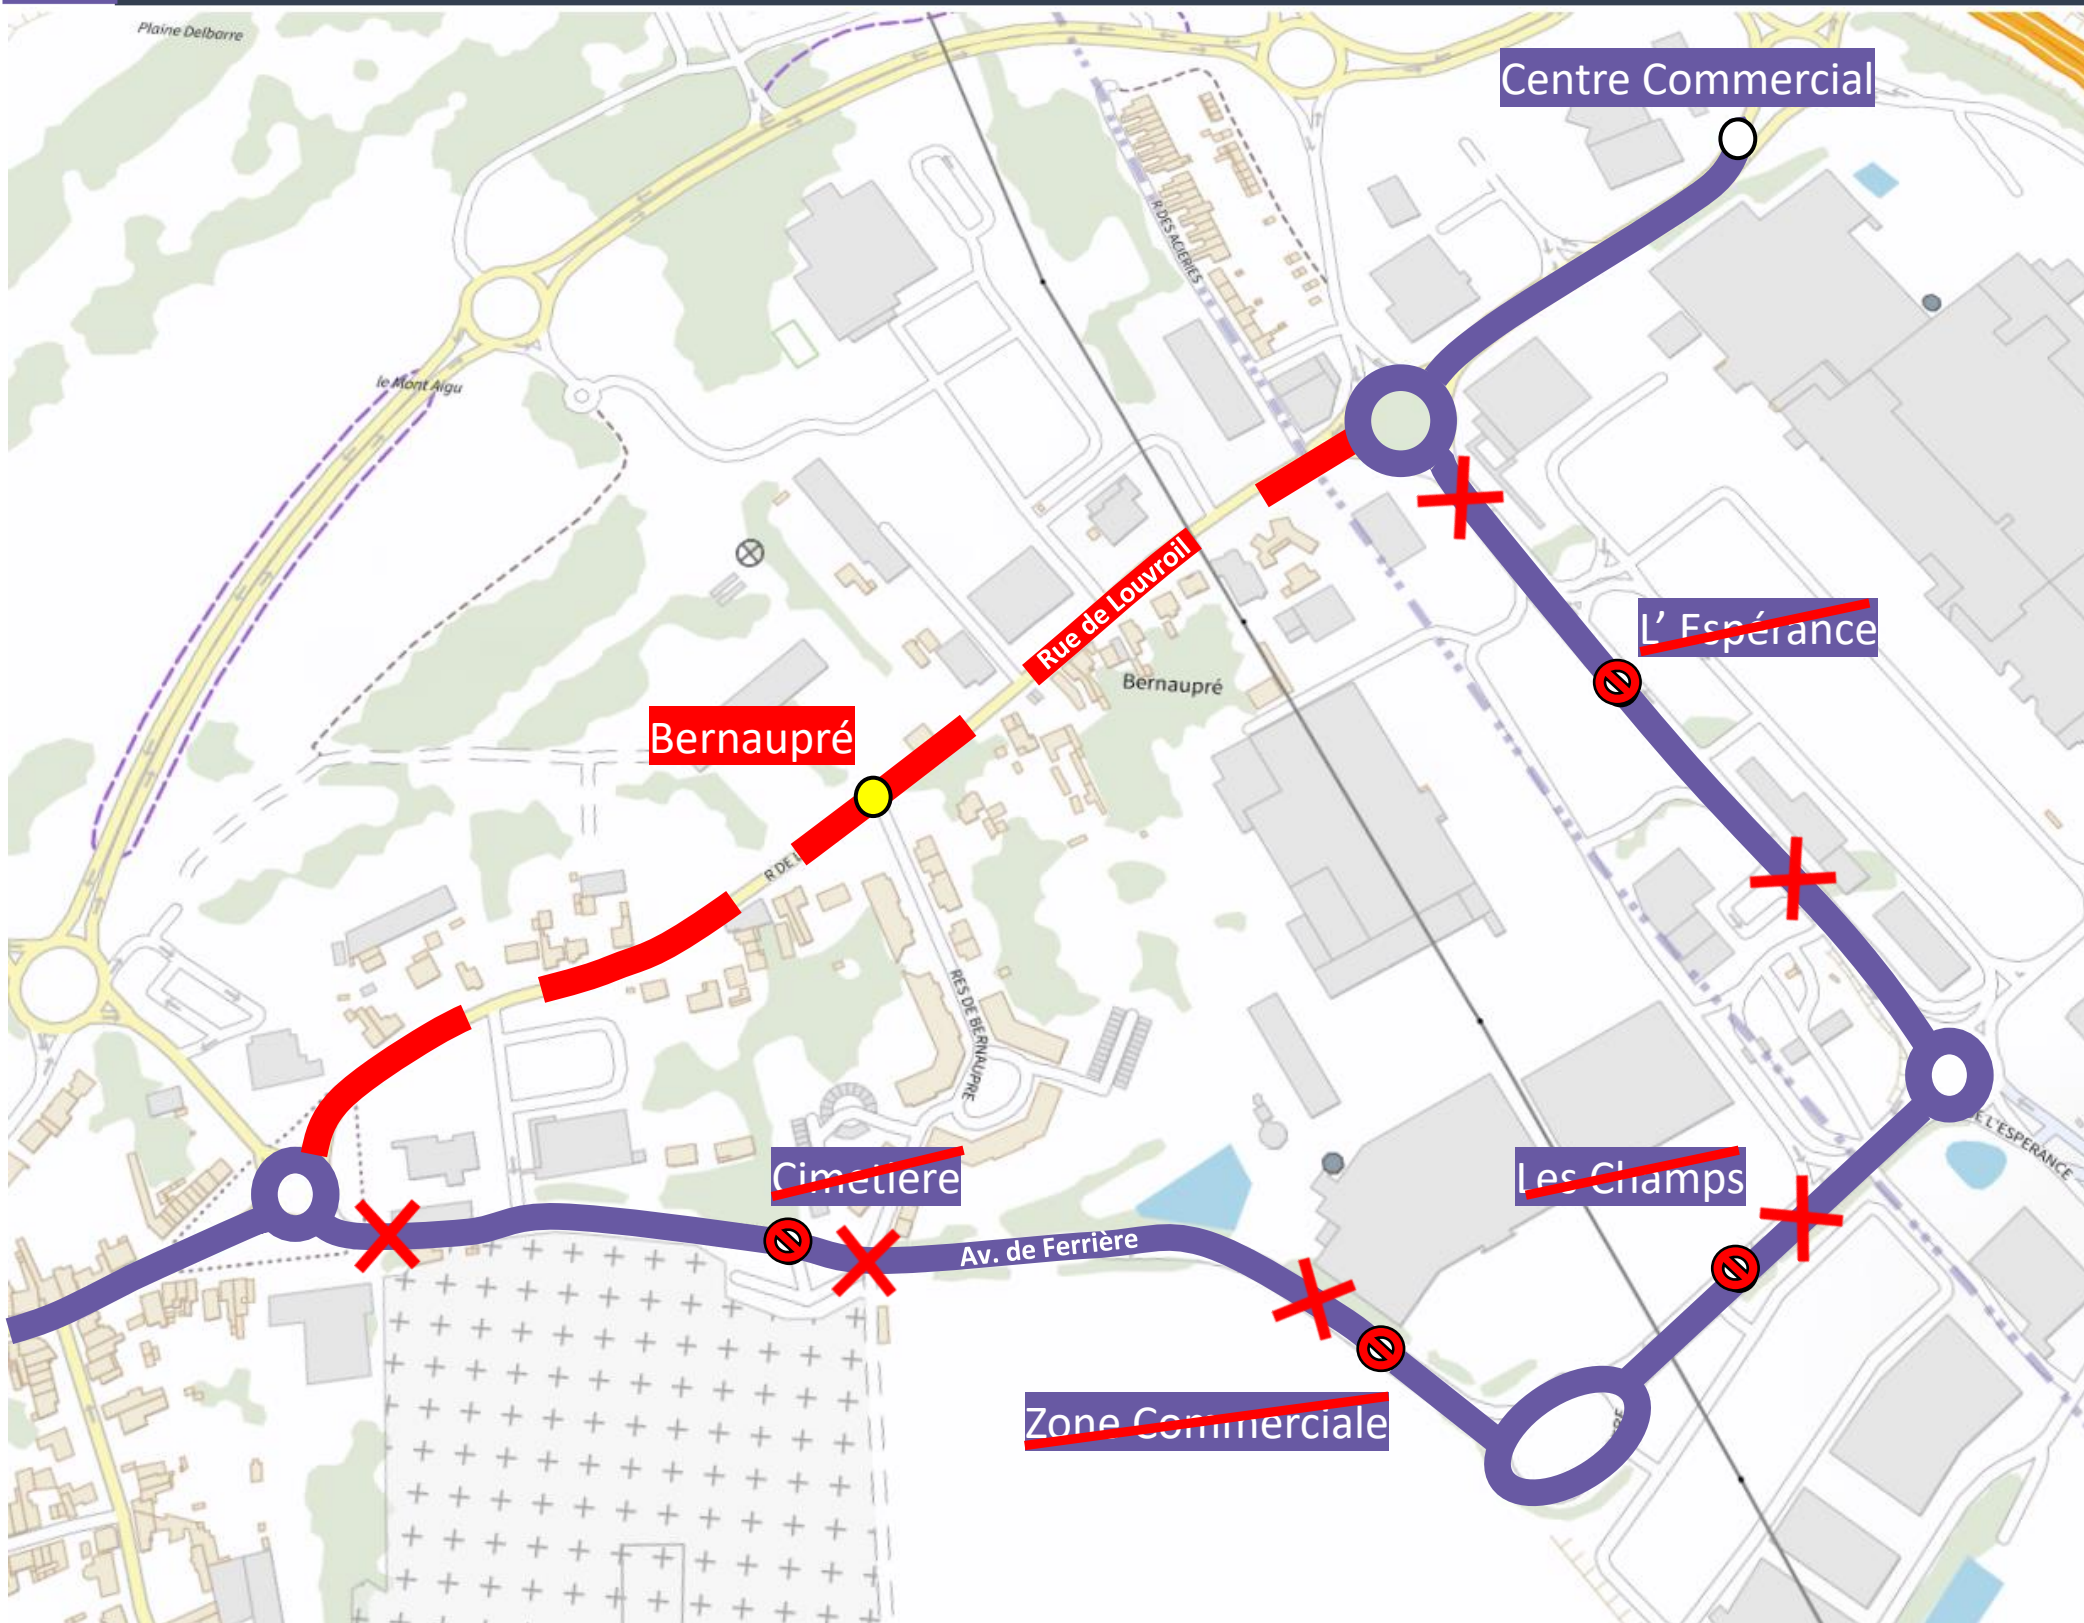 Plaine Delbarre
Centre Commercial
R DES ACIERIES
le Mont Aigu
Rue de Louvroil
L' Espérance
Bernaupré
Bernaupré
R DE L
RES DE BERNAUPRE
DE L'ESPERANCE
Cimetière
Les Champs
Av. de Ferrière
Zone Commerciale